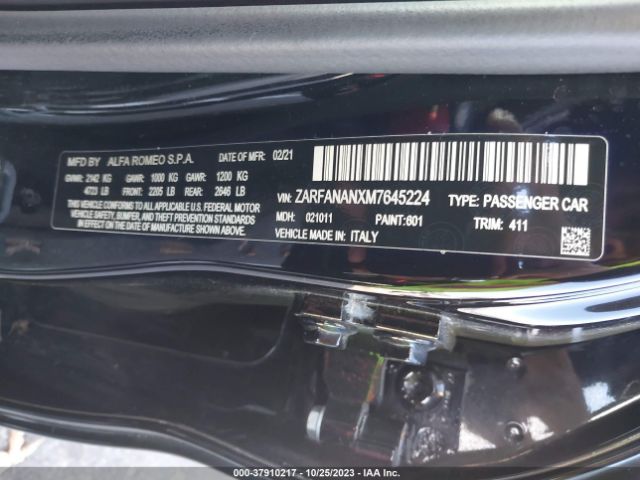 MFD BY ALFA ROMEO S.P.A. DATE OF MFR 02/21
GVWR: 2142 KG GAWR: 1000 KG GAWR: 1200 KG
4723 LB FRONT: 2205 LB REAR: 2646 LB
THIS VEHICLE CONFORMS TO ALL APPLICABLE
U.S. FEDERAL MOTOR VEHICLE
SAFETY, BUMPER, AND THEFT PREVENTION
STANDARDS IN EFFECT ON THE DATE OF
MANUFACTURE SHOWN ABOVE.
VIN: ZARFANANXM7645224 TYPE: PASSENGER CAR
MDH: 021011 PAINT:601 TRIM: 411
VEHICLE MADE IN: ITALY
000-37910217 - 10/25/2023 - IAA Inc.